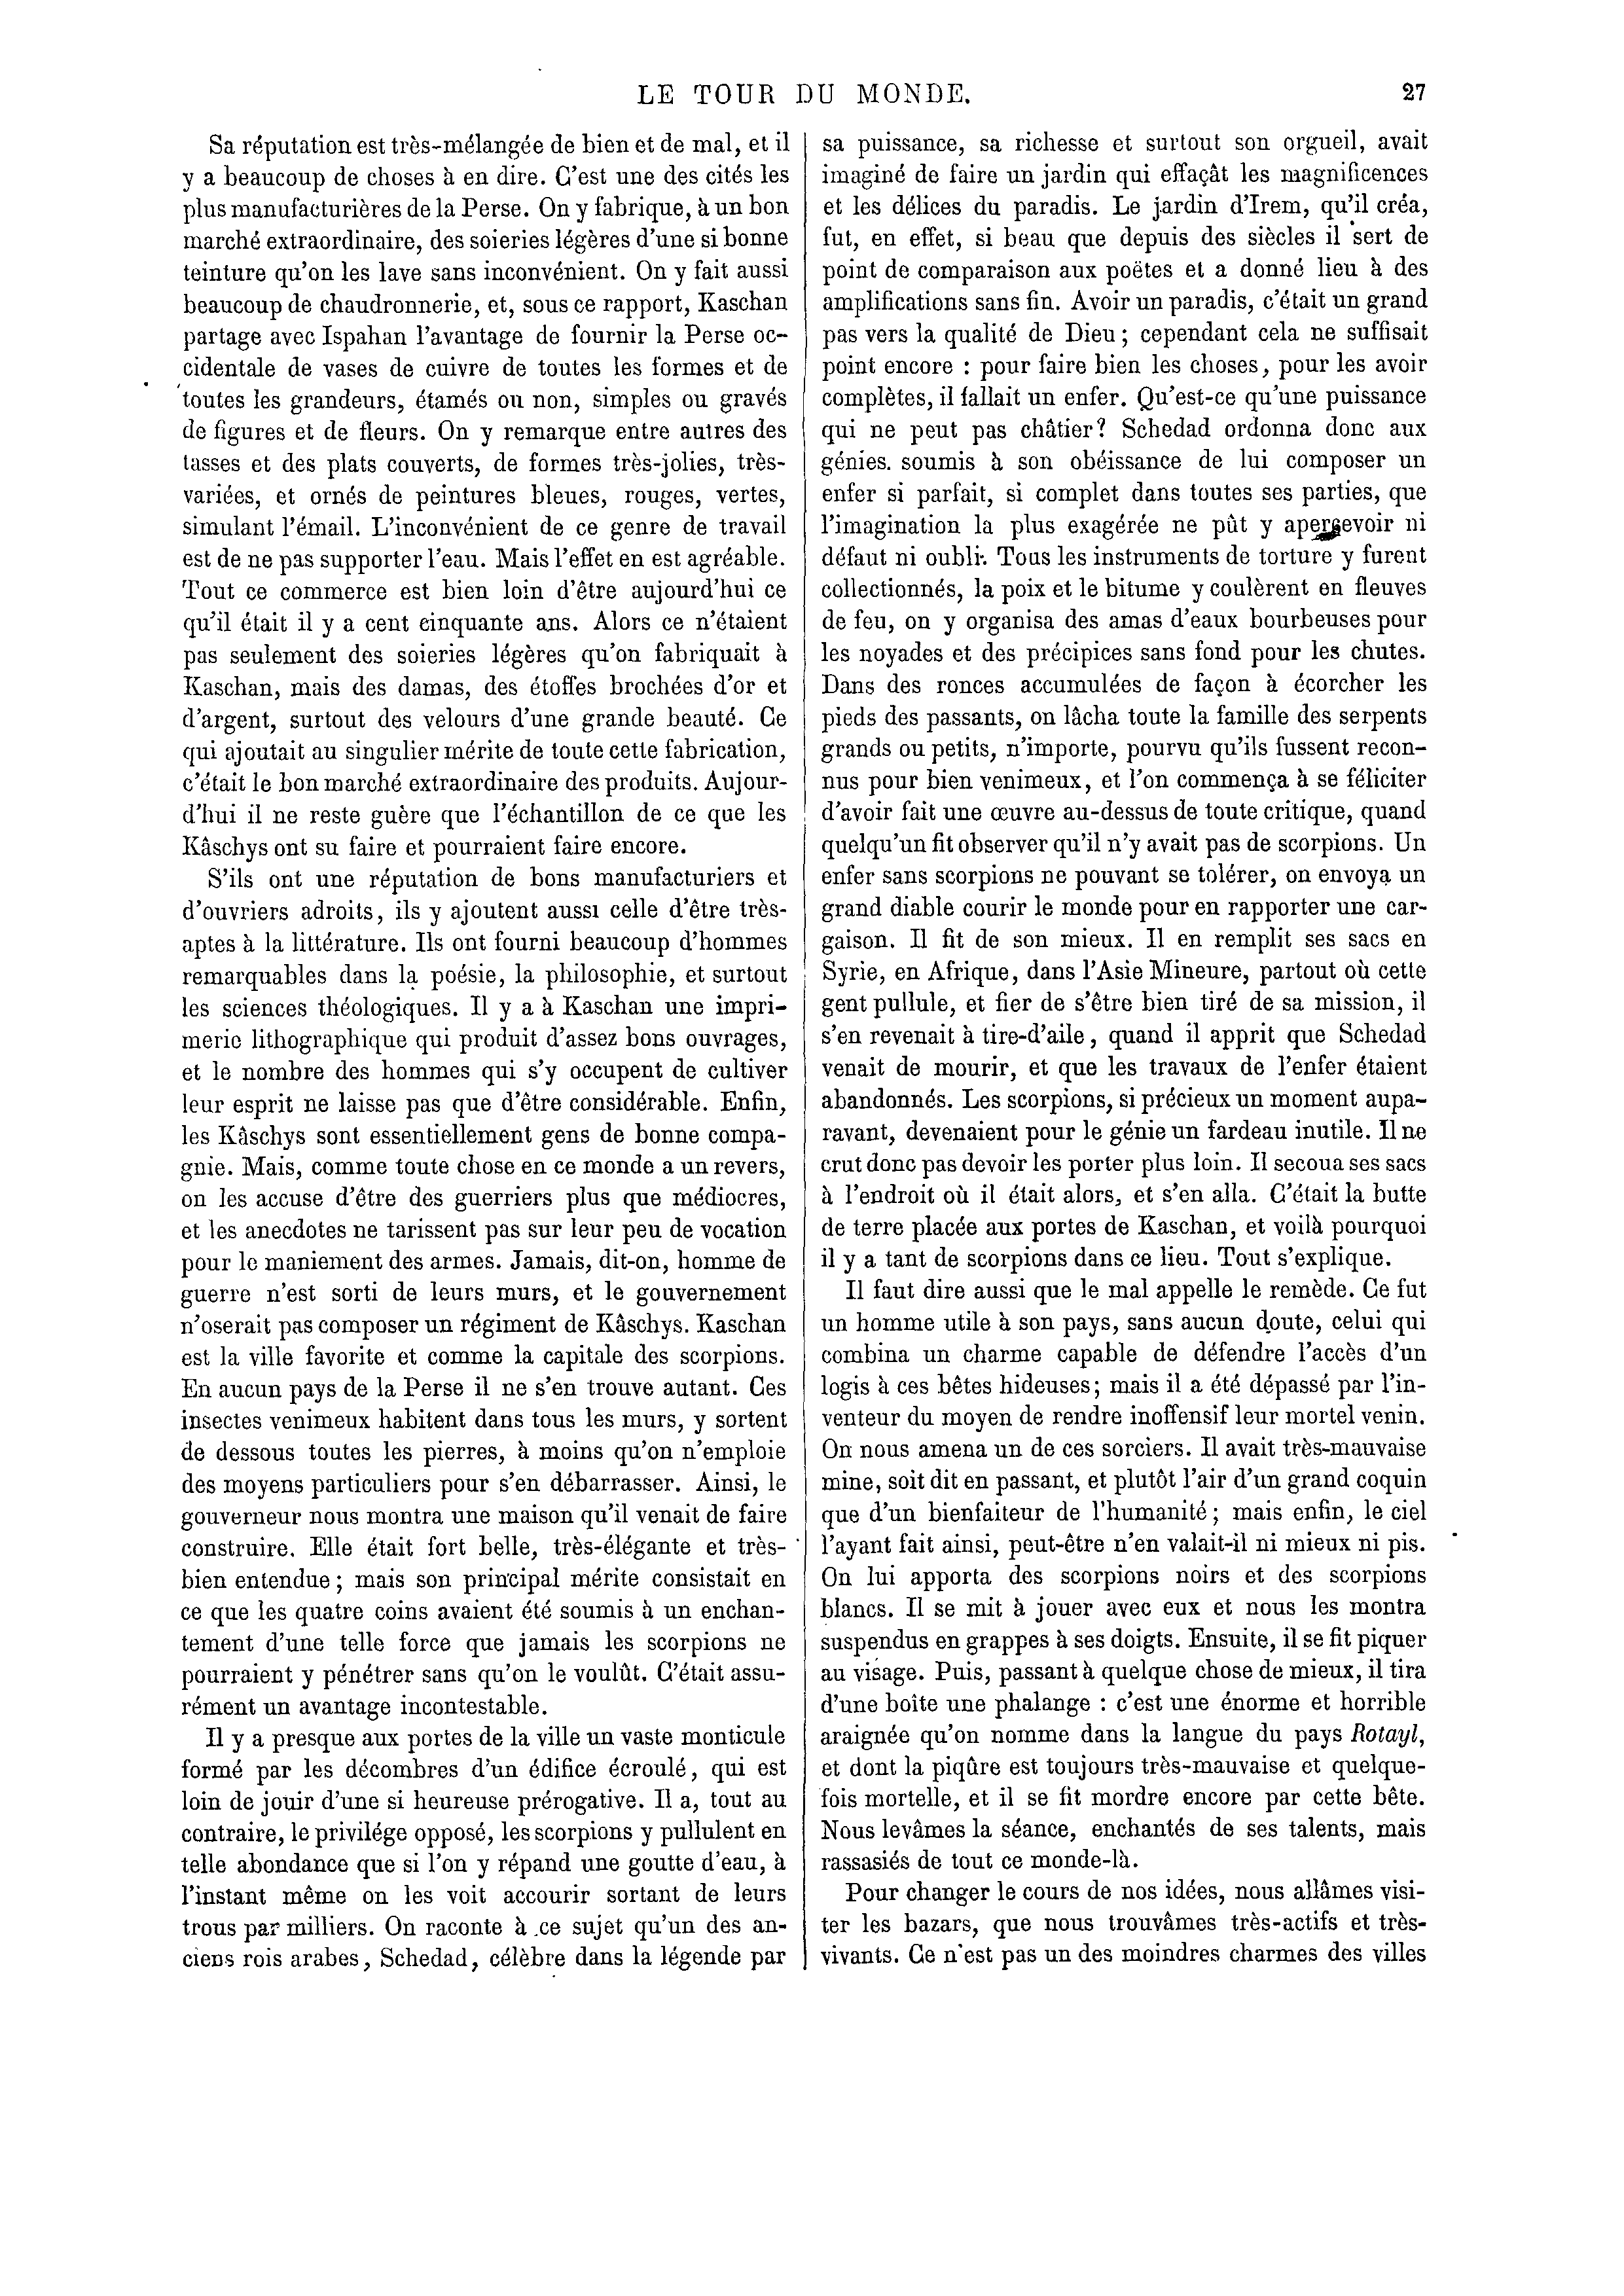 LE TOUR DU MONDE.
27
Sa réputation est très-mélangée de bien et de mal, et il
y a beaucoup de choses à en dire. C'est une des cités les
plus manufacturières de la Perse. On y fabrique, à un bon
marché extraordinaire, des soieries légères d'une si bonne
teinture qu'on les lave sans inconvénient. On y fait aussi
beaucoup de chaudronnerie, et, sous ce rapport, Kaschan
partage avec Ispahan l'avantage de fournir la Perse oc-
cidentale de vases de cuivre de toutes les formes et de
toutes les grandeurs, étamés ou non, simples ou gravés
de figures et de fleurs. On y remarque entre autres des
tasses et des plats couverts, de formes très-jolies, très-
variées, et ornés de peintures bleues, rouges, vertes,
simulant l'émail. L'inconvénient de ce genre de travail
est de ne pas supporter l'eau. Mais l'effet en est agréable.
Tout ce commerce est bien loin d'être aujourd'hui ce
qu'il était il y a cent cinquante ans. Alors ce n'étaient
pas seulement des soieries légères qu'on fabriquait à
Kaschan, mais des damas, des étoffes brochées d'or et
d'argent, surtout des velours d'une grande beauté. Ce
qui ajoutait au singulier mérite de toute cette fabrication,
c'était le bon marché extraordinaire des produits. Aujour-
d'hui il ne reste guère que l'échantillon de ce que les
Kâschys ont su faire et pourraient faire encore.
S'ils ont une réputation de bons manufacturiers et
d'ouvriers adroits, ils y ajoutent aussi celle d'être très-
aptes à la littérature. Ils ont fourni beaucoup d'hommes
remarquables dans la poésie, la philosophie, et surtout
les sciences théologiques. Il y a à Kaschan une impri-
merie lithographique qui produit d'assez bons ouvrages,
et le nombre des hommes qui s'y occupent de cultiver
leur esprit ne laisse pas que d'être considérable. Enfin,
les Kâschys sont essentiellement gens de bonne compa-
gnie. Mais, comme toute chose en ce monde a un revers,
on les accuse d'être des guerriers plus que médiocres,
et les anecdotes ne tarissent pas sur leur peu de vocation
pour le maniement des armes. Jamais, dit-on, homme de
guerre n'est sorti de leurs murs, et le gouvernement
n'oserait pas composer un régiment de Kâschys. Kaschan
est la ville favorite et comme la capitale des scorpions.
En aucun pays de la Perse il ne s'en trouve autant. Ces
insectes venimeux habitent dans tous les murs, y sortent
de dessous toutes les pierres, à moins qu'on n'emploie
des moyens particuliers pour s'en débarrasser. Ainsi, le
gouverneur nous montra une maison qu'il venait de faire
construire. Elle était fort belle, très-élégante et très-
bien entendue ; mais son principal mérite consistait en
ce que les quatre coins avaient été soumis à un enchan-
tement d'une telle force que jamais les scorpions ne
pourraient y pénétrer sans qu'on le voulût. C'était assu-
rément un avantage incontestable.
Il y a presque aux portes de la ville un vaste monticule
formé par les décombres d'un édifice écroulé, qui est
loin de jouir d'une si heureuse prérogative. Il a, tout au
contraire, le privilége opposé, les scorpions y pullulent en
telle abondance que si l'on y répand une goutte d'eau, à
l'instant même on les voit accourir sortant de leurs
trous par milliers. On raconte à ce sujet qu'un des an-
ciens rois arabes, Schedad, célèbre dans la légende par
sa puissance, sa richesse et surtout son orgueil, avait
imaginé de faire un jardin qui effaçât les magnificences
et les délices du paradis. Le jardin d'Irem, qu'il créa,
fut, en effet, si beau que depuis des siècles il sert de
point de comparaison aux poëtes et a donné lieu à des
amplifications sans fin. Avoir un paradis, c'était un grand
pas vers la qualité de Dieu ; cependant cela ne suffisait
point encore : pour faire bien les choses, pour les avoir
complètes, il fallait un enfer. Qu'est-ce qu'une puissance
qui ne peut pas châtier? Schedad ordonna donc aux
génies. soumis à son obéissance de lui composer un
enfer si parfait, si complet dans toutes ses parties, que
l'imagination la plus exagérée ne pût y apercevoir ni
défaut ni oubli. Tous les instruments de torture y furent
collectionnés, la poix et le bitume y coulèrent en fleuves
de feu, on y organisa des amas d'eaux bourbeuses pour
les noyades et des précipices sans fond pour les chutes.
Dans des ronces accumulées de façon à écorcher les
pieds des passants, on lâcha toute la famille des serpents
grands ou petits, n'importe, pourvu qu'ils fussent recon-
nus pour bien venimeux, et l'on commença à se féliciter
d'avoir fait une œuvre au-dessus de toute critique, quand
quelqu'un fit observer qu'il n'y avait pas de scorpions. Un
enfer sans scorpions ne pouvant se tolérer, on envoya un
grand diable courir le monde pour en rapporter une car-
gaison. Il fit de son mieux. Il en remplit ses sacs en
Syrie, en Afrique, dans l'Asie Mineure, partout où cette
gent pullule, et fier de s'être bien tiré de sa mission, il
s'en revenait à tire-d'aile, quand il apprit que Schedad
venait de mourir, et que les travaux de l'enfer étaient
abandonnés. Les scorpions, si précieux un moment aupa-
ravant, devenaient pour le génie un fardeau inutile. Il ne
crut donc pas devoir les porter plus loin. Il secoua ses sacs
à l'endroit où il était alors, et s'en alla. C'était la butte
de terre placée aux portes de Kaschan, et voilà pourquoi
il y a tant de scorpions dans ce lieu. Tout s'explique.
Il faut dire aussi que le mal appelle le remède. Ce fut
un homme utile à son pays, sans aucun doute, celui qui
combina un charme capable de défendre l'accès d'un
logis à ces bêtes hideuses; mais il a été dépassé par l'in-
venteur du moyen de rendre inoffensif leur mortel venin.
On nous amena un de ces sorciers. Il avait très-mauvaise
mine, soit dit en passant, et plutôt l'air d'un grand coquin
que d'un bienfaiteur de l'humanité ; mais enfin, le ciel
l'ayant fait ainsi, peut-être n'en valait-il ni mieux ni pis.
On lui apporta des scorpions noirs et des scorpions
blancs. Il se mit à jouer avec eux et nous les montra
suspendus en grappes à ses doigts. Ensuite, il se fit piquer
au visage. Puis, passant à quelque chose de mieux, il tira
d'une boîte une phalange : c'est une énorme et horrible
araignée qu'on nomme dans la langue du pays Rotayl,
et dont la piqûre est toujours très-mauvaise et quelque-
fois mortelle, et il se fit mordre encore par cette bête.
Nous levâmes la séance, enchantés de ses talents, mais
rassasiés de tout ce monde-là.
Pour changer le cours de nos idées, nous allâmes visi-
ter les bazars, que nous trouvâmes très-actifs et très-
vivants. Ce n'est pas un des moindres charmes des villes